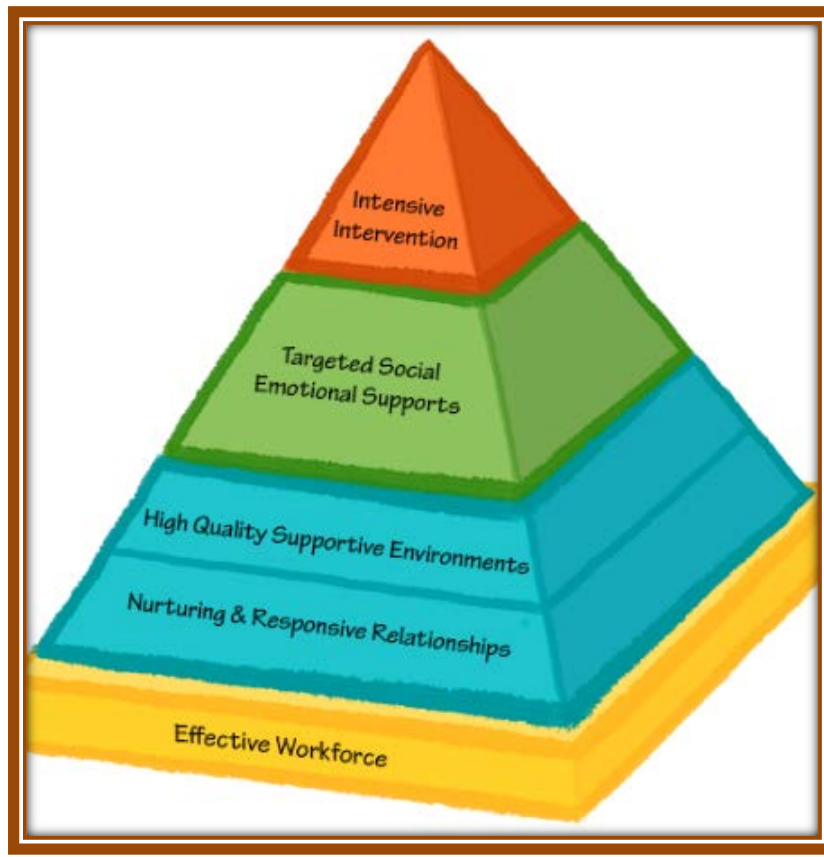 Intensive
Intervention
Targeted Social
Emotional Supports
High Quality Supportive Environments
Nurturing & Responsive Relationships
Effective Workforce